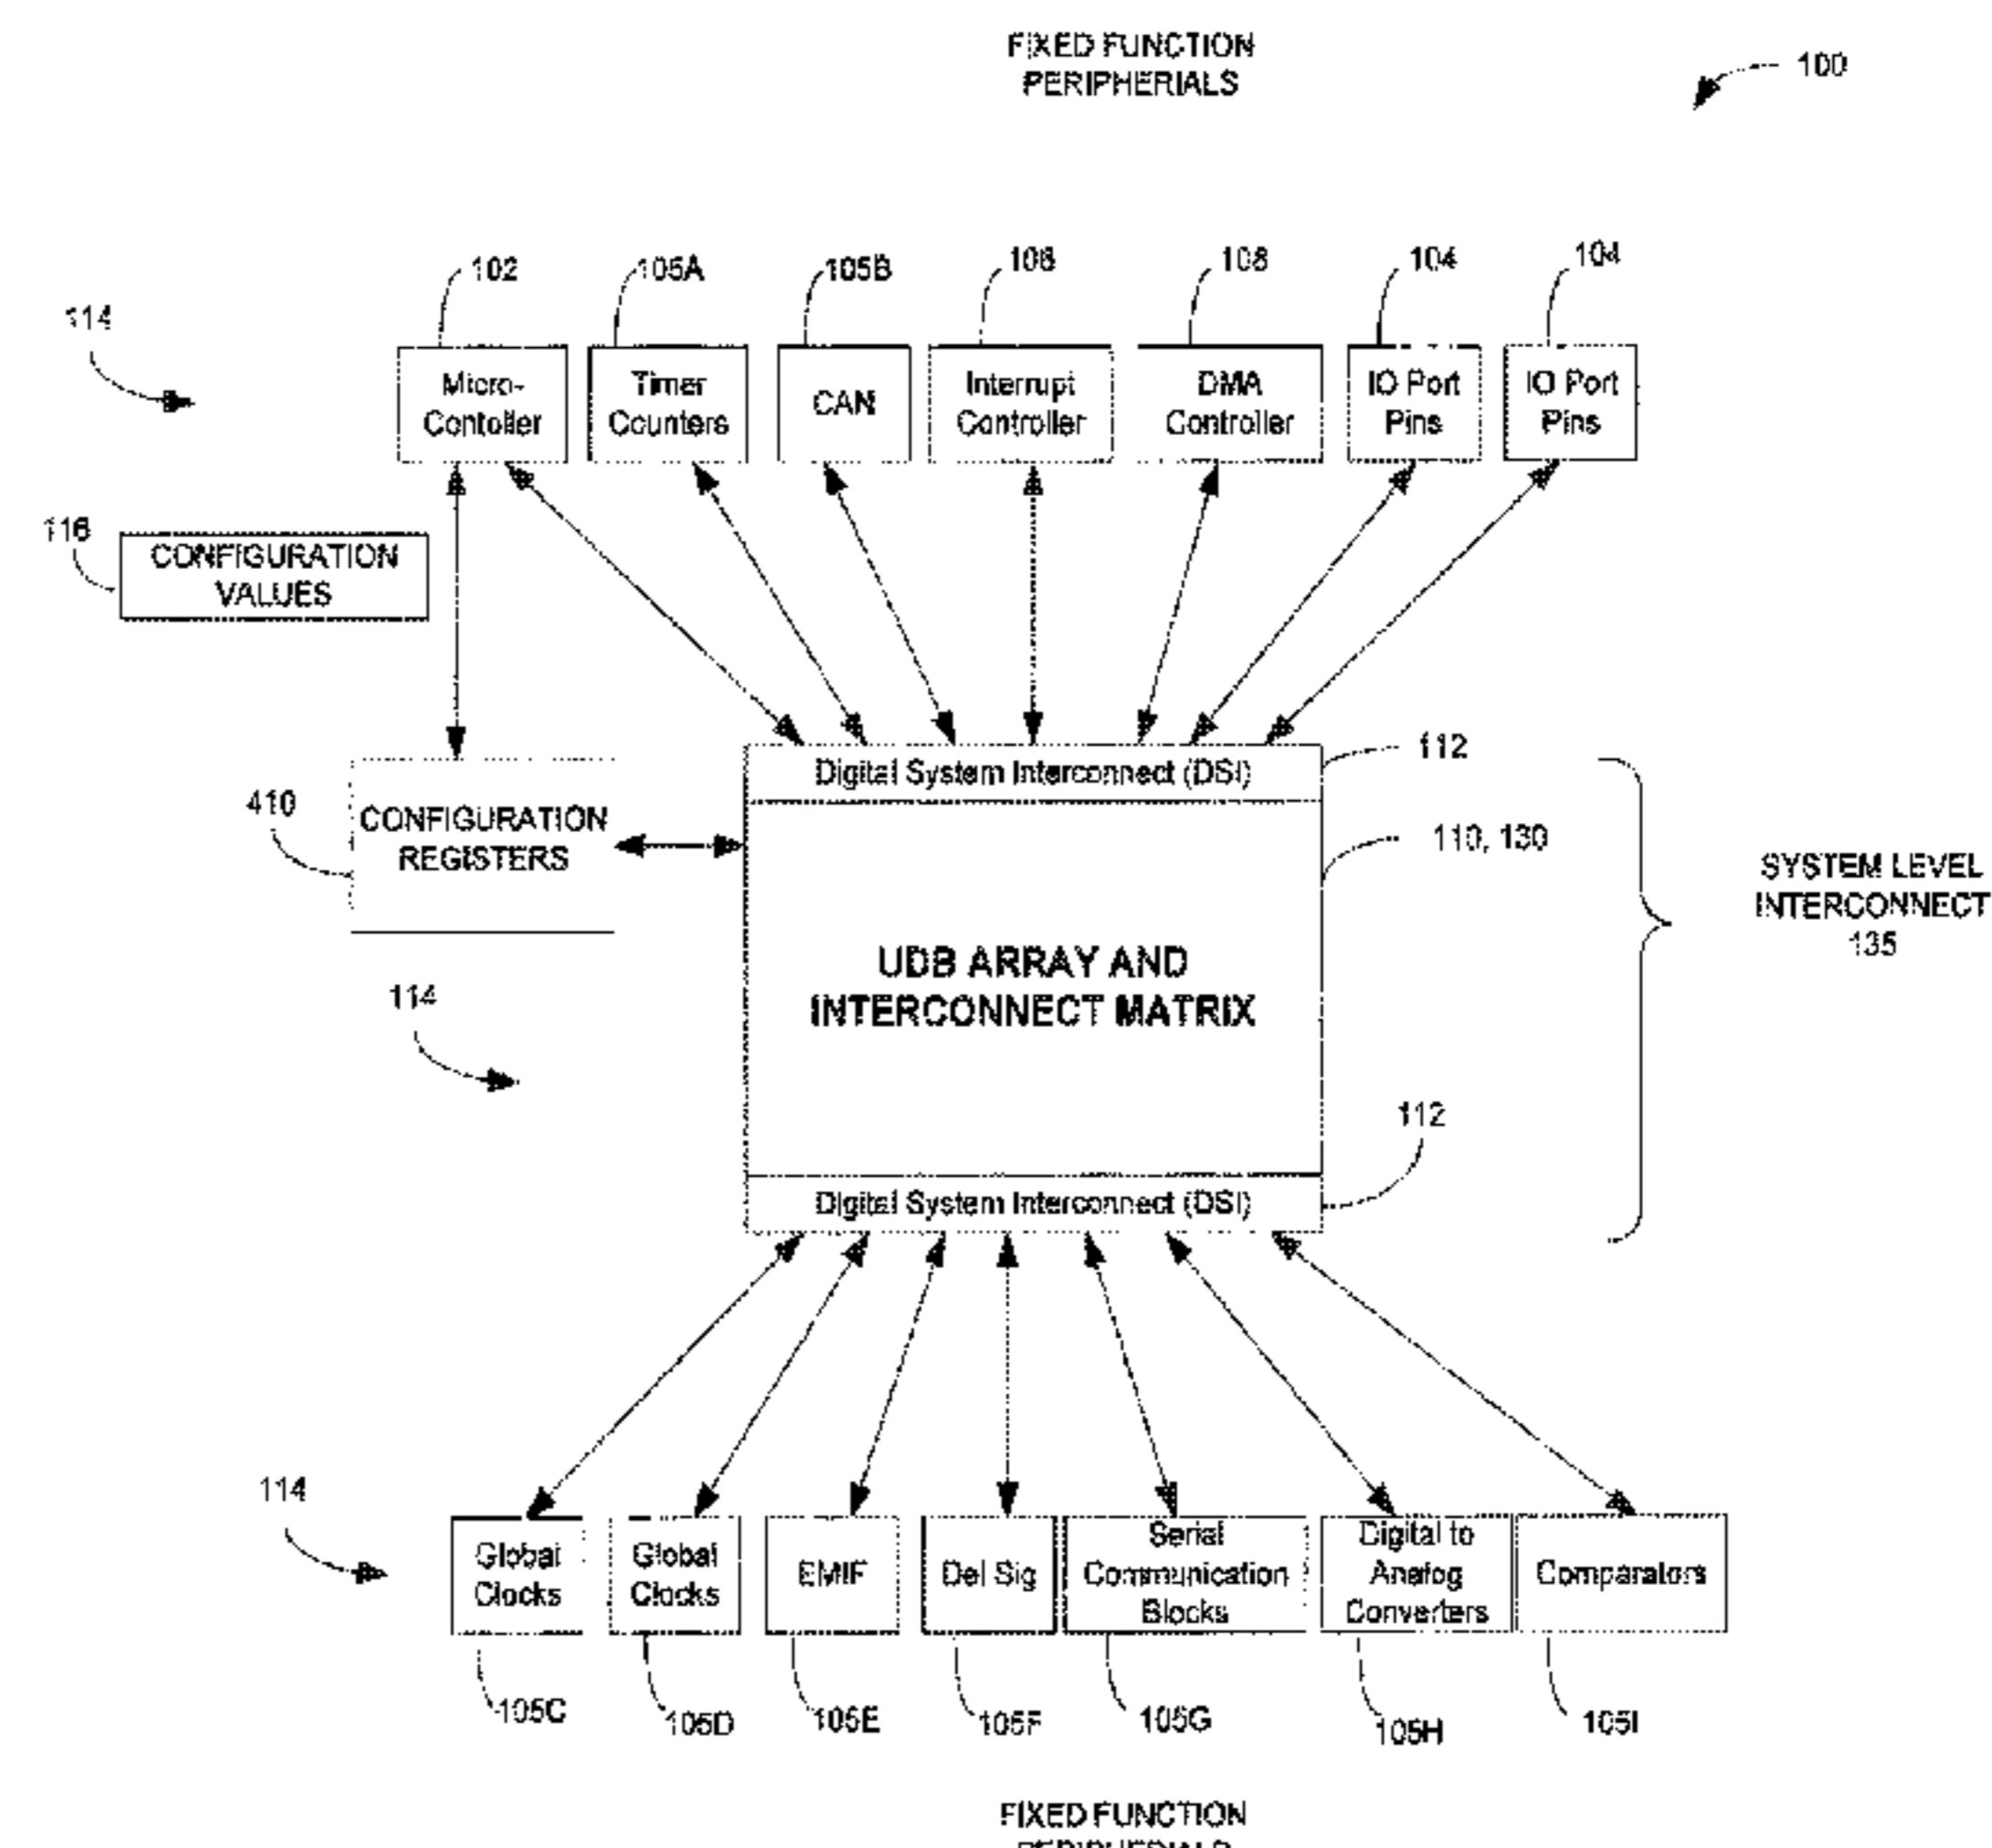 FIXED FUNCTION
PERIPHERIALS
100
102
105A
105B
106
108
104
104
114
Micro-
Contoller
Timer
Counters
CAN
Interrupt
Controller
DMA
Controller
IO Port
Pins
IO Port
Pins
116
CONFIGURATION
VALUES
112
Digital System Interconnect (DSI)
410
CONFIGURATION
REGISTERS
110, 130
SYSTEM LEVEL
INTERCONNECT
135
UDB ARRAY AND
INTERCONNECT MATRIX
114
112
Digital System Interconnect (DSI)
114
Global
Clocks
Global
Clocks
EMIF
Del Sig
Serial
Communication
Blocks
Digital to
Analog
Converters
Comparators
105C
105D
105E
105F
105G
105H
105I
FIXED FUNCTION
PERIPHERIALS